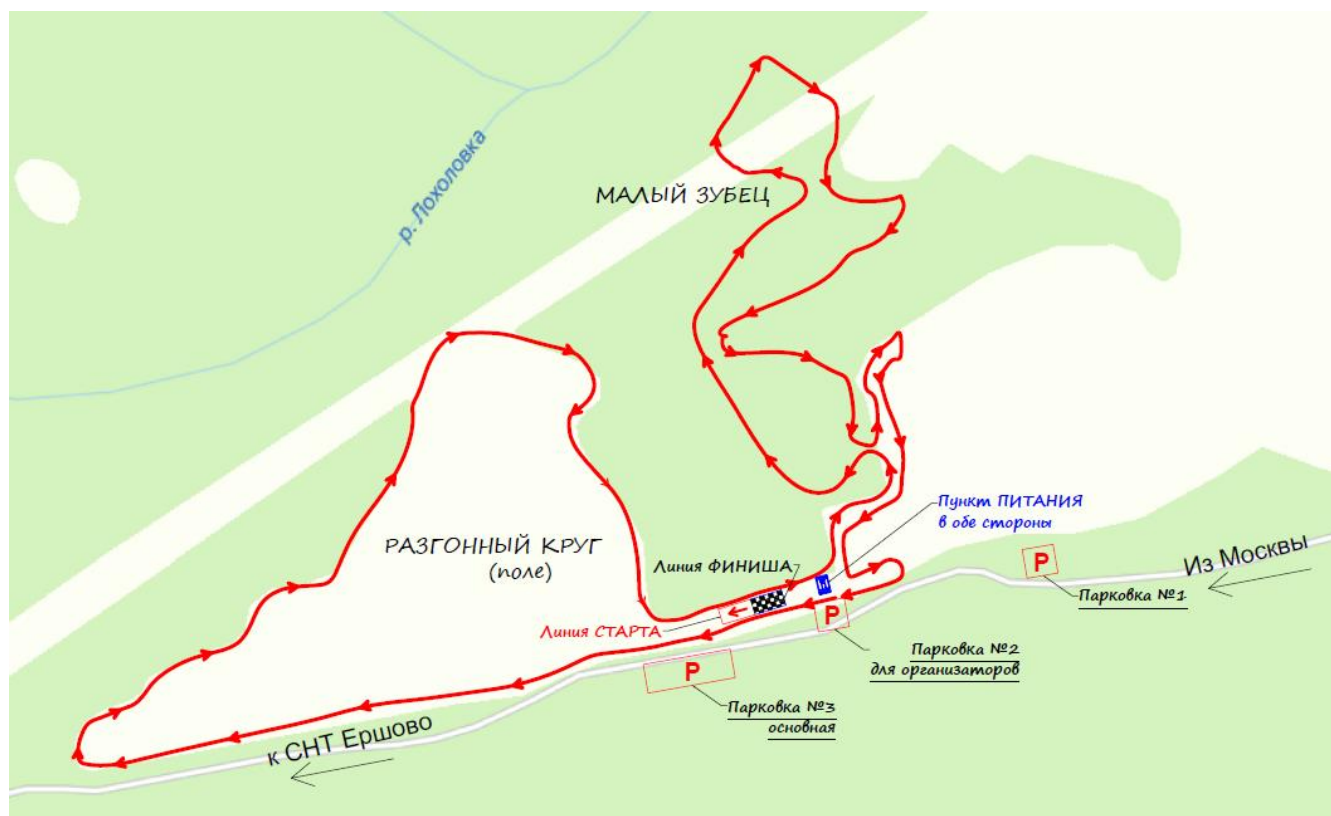 р. Лохоловка
МАЛЫЙ ЗУБЕЦ
РАЗГОННЫЙ КРУГ
(поле)
Пункт ПИТАНИЯ
в обе стороны
Линия ФИНИША
Из Москвы
P
Парковка №1
Линия СТАРТА
P
Парковка №2
для организаторов
P
Парковка №3
основная
к СНТ Ершово